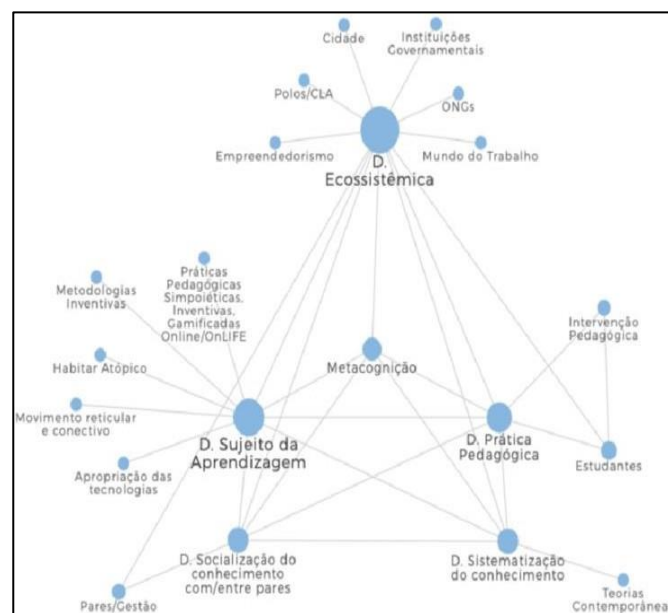 Cidade
Instituições
Governamentais
Polos/CLA
ONGs
Empreendedorismo
Mundo do Trabalho
D.
Ecossistêmica
Metodologias
Inventivas
Práticas
Pedagógicas
Simpoiéticas,
Inventivas,
Gamificadas
Online/OnLIFE
Intervenção
Pedagógica
Habitar Atópico
Metacognição
Movimento reticular
e conectivo
D. Sujeito da
Aprendizagem
D. Prática
Pedagógica
Estudantes
Apropriação das
tecnologias
D. Socialização do
conhecimento
com/entre pares
D. Sistematização
do conhecimento
Pares/Gestão
Teorias
Contemporânea